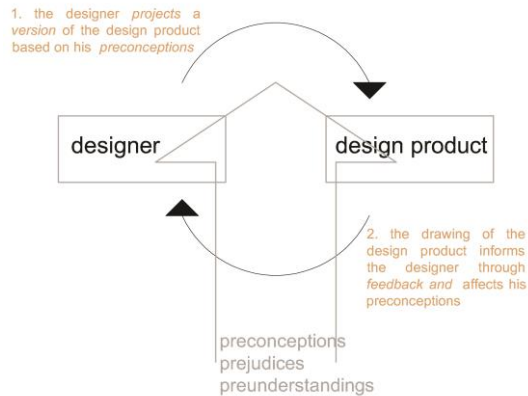 1. the designer projects a
version of the design product
based on his preconceptions
designer
design product
2. the drawing of the
design product informs
the designer through
feedback and affects his
preconceptions
preconceptions
prejudices
preunderstandings